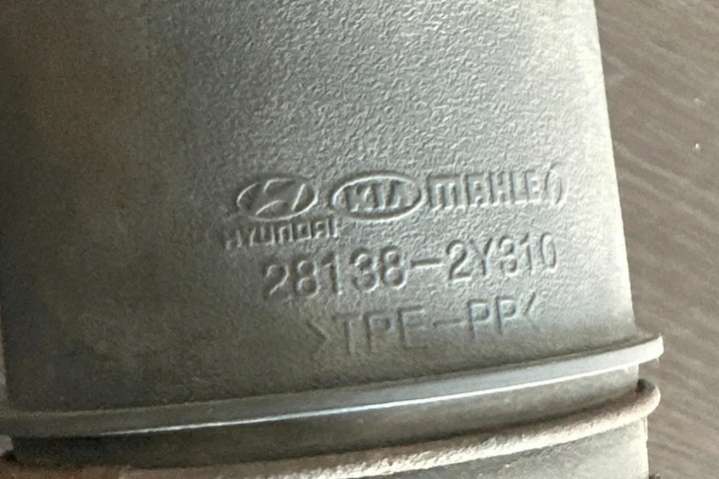 HYUNDAI KIA MAHLE
28138-2Y310
>TPE-PP<